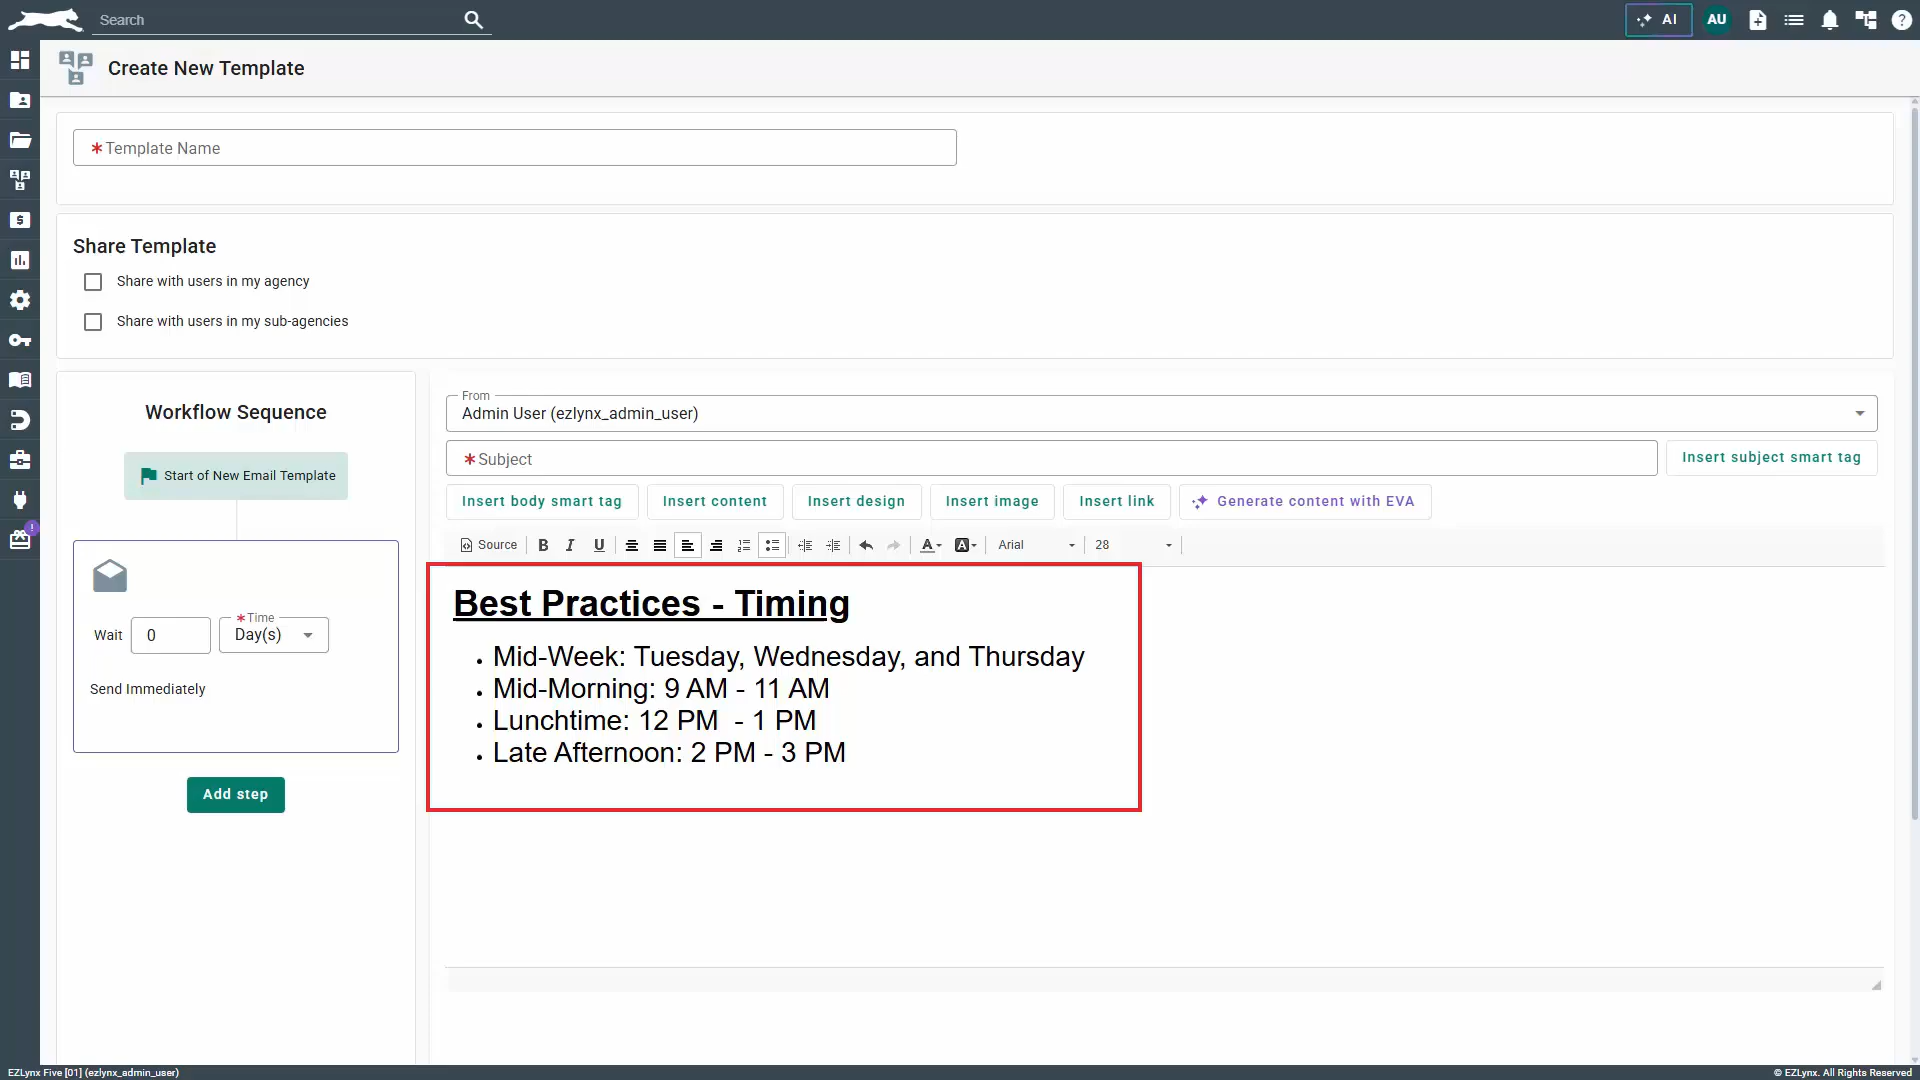 Search
AI
AU
Create New Template
* Template Name
Share Template
Share with users in my agency
Share with users in my sub-agencies
Workflow Sequence
Start of New Email Template
Wait 0
* Time
Day(s)
Send Immediately
Add step
From
Admin User (ezlynx_admin_user)
* Subject
Insert subject smart tag
Insert body smart tag
Insert content
Insert design
Insert image
Insert link
Generate content with EVA
Source B I U Arial 28
Best Practices - Timing
• Mid-Week: Tuesday, Wednesday, and Thursday
• Mid-Morning: 9 AM - 11 AM
• Lunchtime: 12 PM  - 1 PM
• Late Afternoon: 2 PM - 3 PM
EZLynx Five [01] (ezlynx_admin_user)
© EZLynx. All Rights Reserved